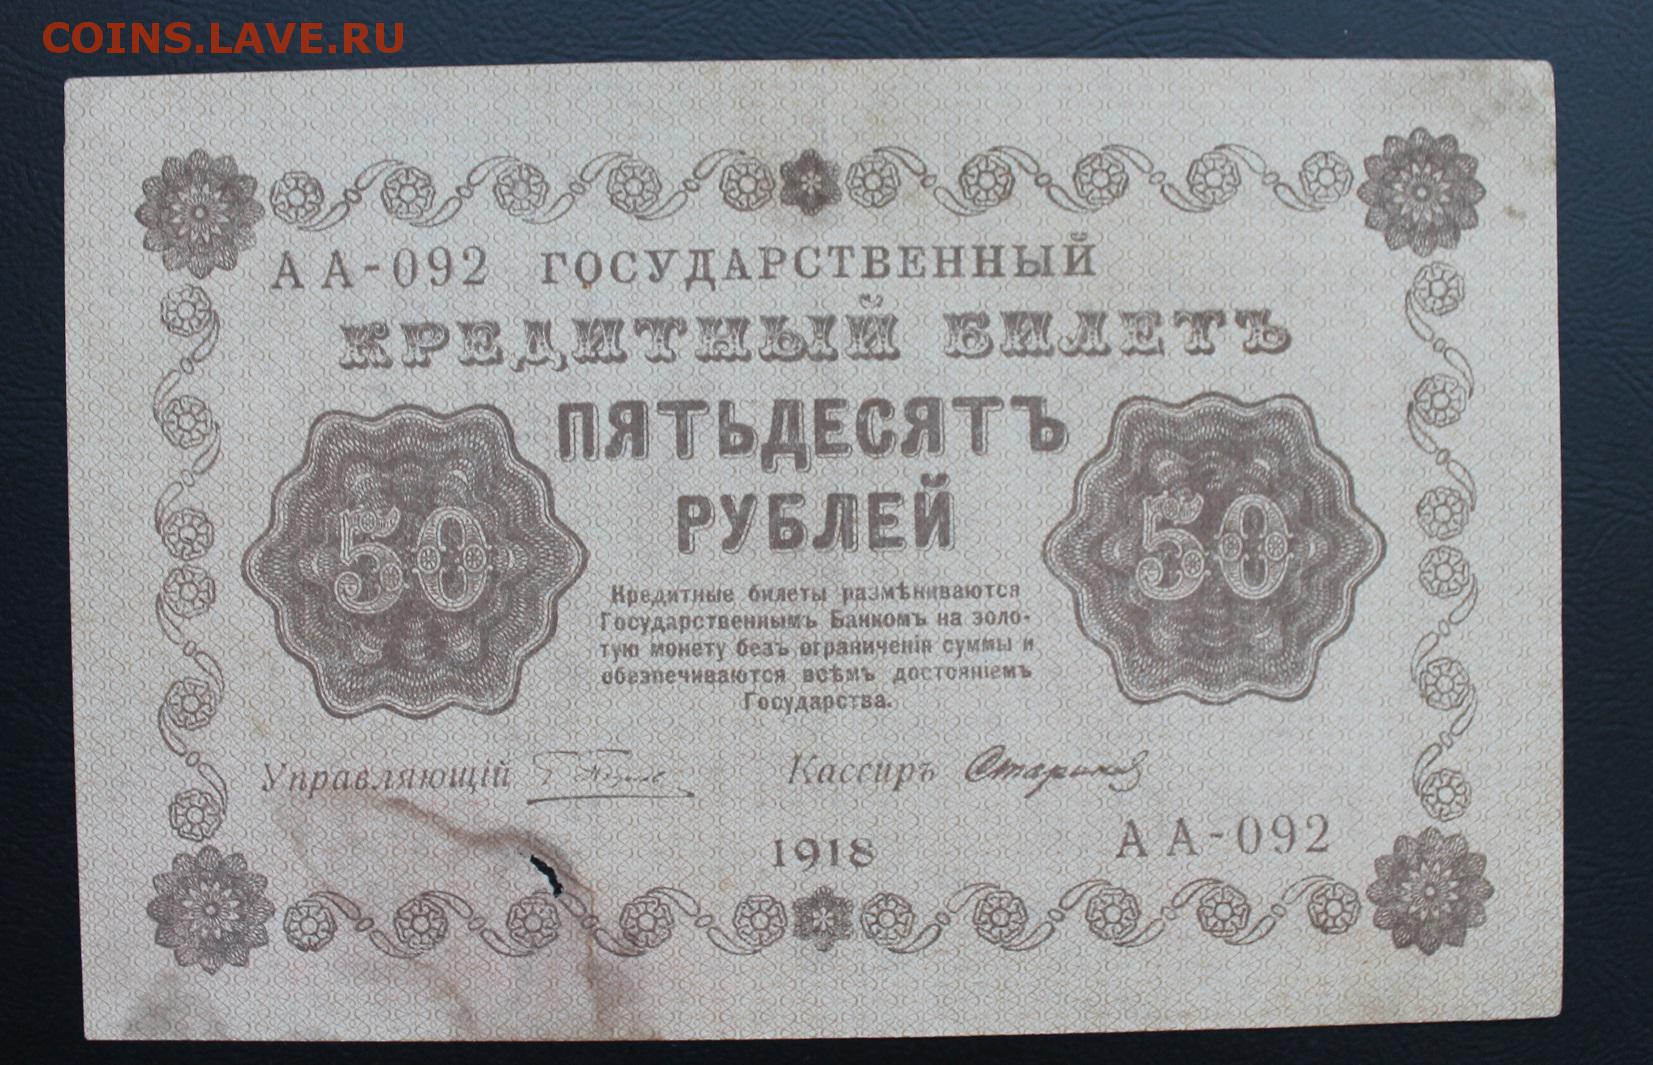 COINS.LAVE.RU
АА-092 ГОСУДАРСТВЕННЫЙ
КРЕДИТНЫЙ БИЛЕТЪ
ПЯТЬДЕСЯТЪ
РУБЛЕЙ
50
50
Кредитные билеты размѣниваются
Государственнымъ Банкомъ на золо-
тую монету безъ ограниченія суммы и
обезпечиваются всѣмъ достояніемъ
Государства.
Управляющій
Кассиръ Стариков
1918
АА-092